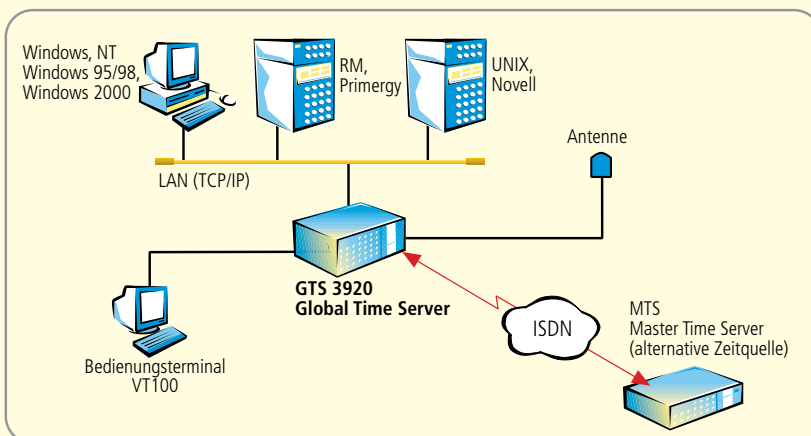 Windows, NT
Windows 95/98,
Windows 2000
RM,
Primergy
UNIX,
Novell
Antenne
LAN (TCP/IP)
GTS 3920
Global Time Server
ISDN
MTS
Master Time Server
(alternative Zeitquelle)
Bedienungsterminal
VT100